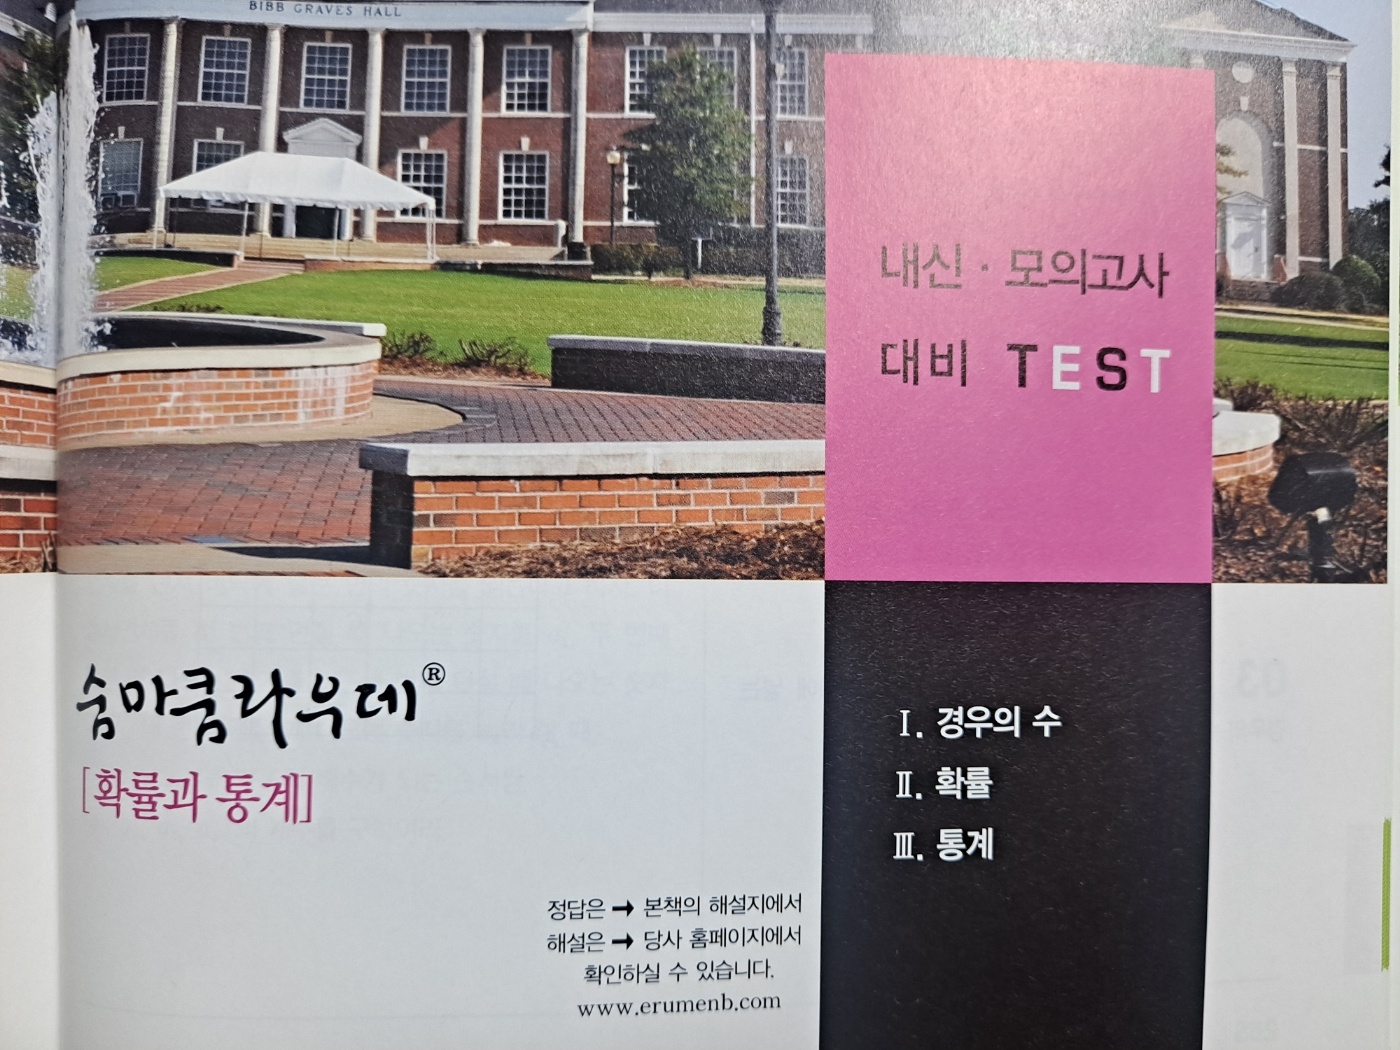 BIBB GRAVES HALL
내신 · 모의고사
대비 TEST
숨마쿰라우데®
[확률과 통계]
Ⅰ. 경우의 수
Ⅱ. 확률
Ⅲ. 통계
정답은 ➞ 본책의 해설지에서
해설은 ➞ 당사 홈페이지에서
확인하실 수 있습니다.
www.erumenb.com